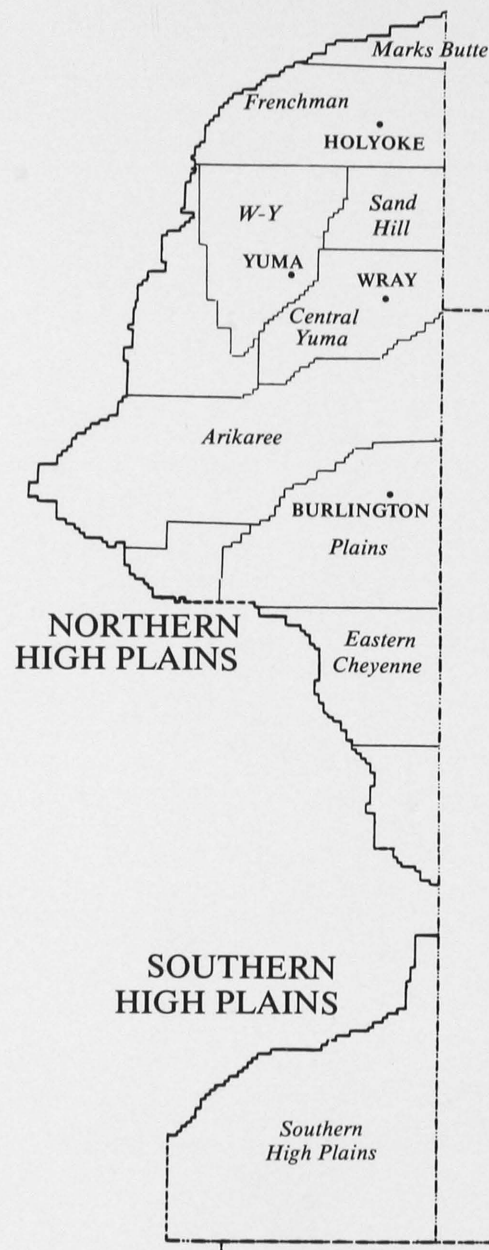 Marks Butte
Frenchman
HOLYOKE
W-Y
Sand
Hill
YUMA
WRAY
Central
Yuma
Arikaree
BURLINGTON
Plains
NORTHERN
HIGH PLAINS
Eastern
Cheyenne
SOUTHERN
HIGH PLAINS
Southern
High Plains